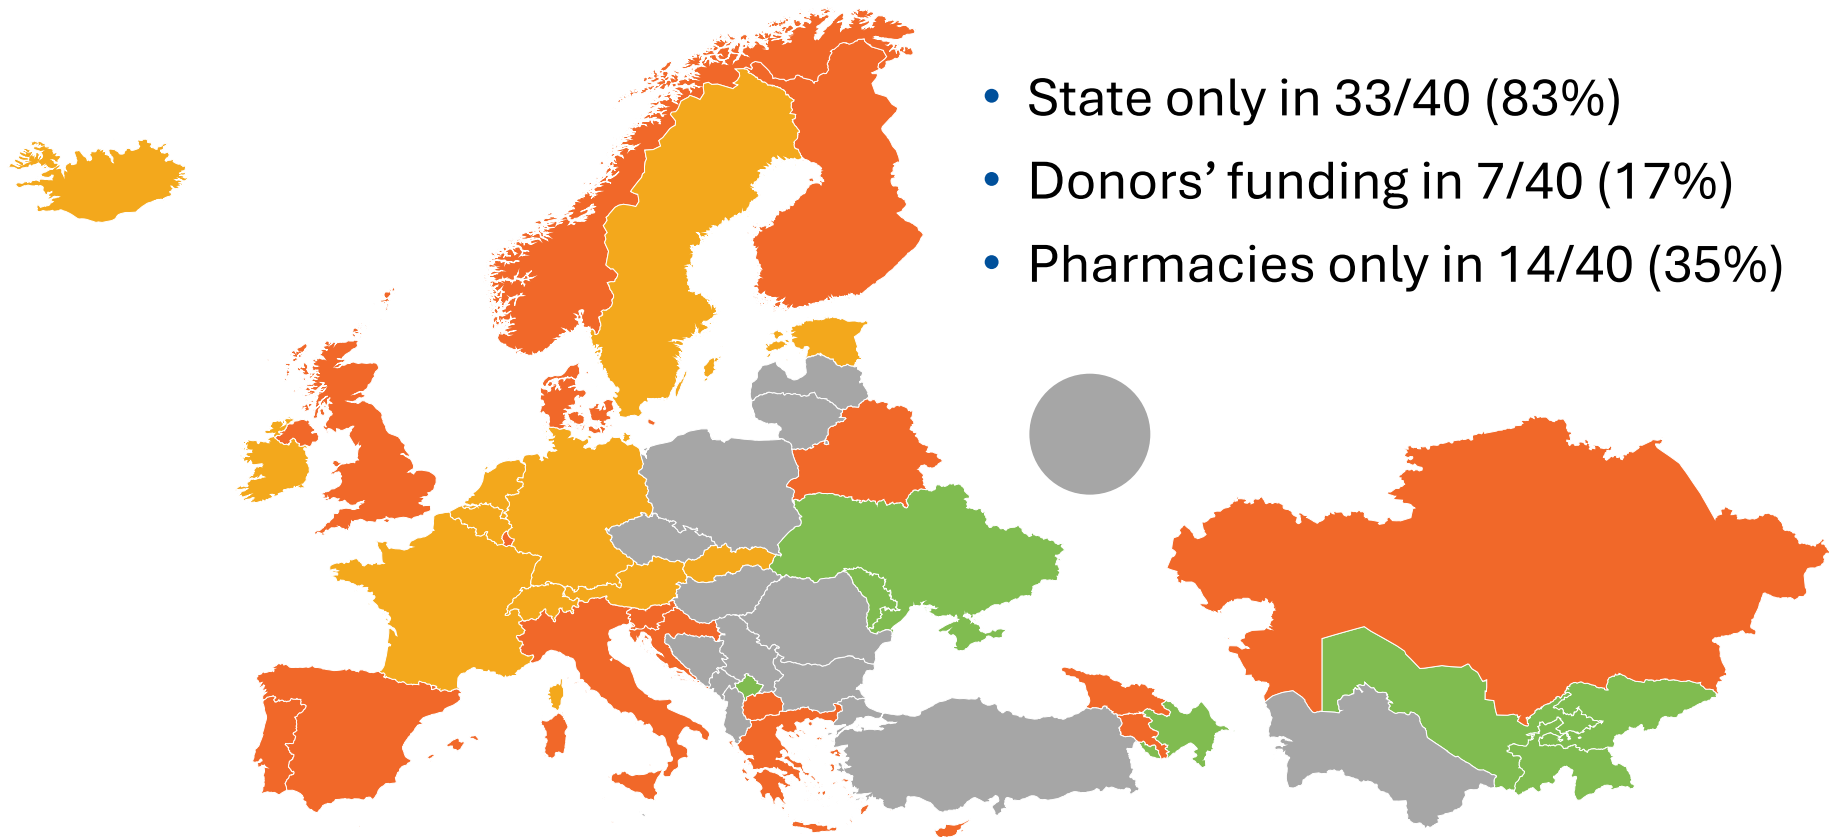 • State only in 33/40 (83%)
• Donors’ funding in 7/40 (17%)
• Pharmacies only in 14/40 (35%)